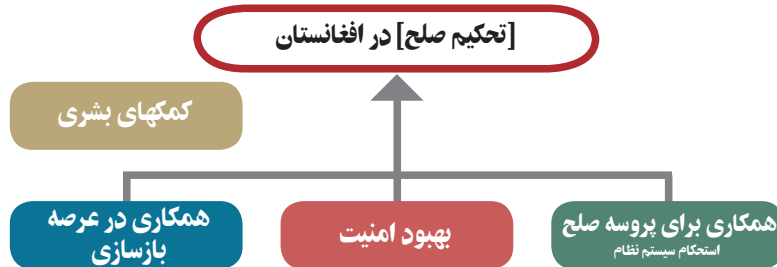 [تحکیم صلح] در افغانستان
کمکهای بشری
همکاری برای پروسه صلح
استحکام سیستم نظام
بهبود امنیت
همکاری در عرصه
بازسازی